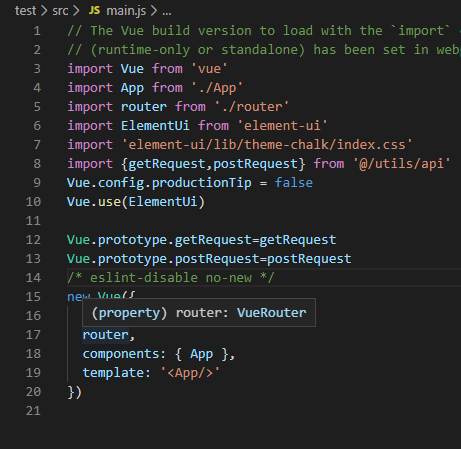 test > src > JS main.js > ...
1 // The Vue build version to load with the `import`
2 // (runtime-only or standalone) has been set in
3 import Vue from 'vue'
4 import App from './App'
5 import router from './router'
6 import ElementUi from 'element-ui'
7 import 'element-ui/lib/theme-chalk/index.css'
8 import {getRequest,postRequest} from '@/utils/api'
9 Vue.config.productionTip = false
10 Vue.use(ElementUi)
11
12 Vue.prototype.getRequest=getRequest
13 Vue.prototype.postRequest=postRequest
14 /* eslint-disable no-new */
15 new Vue({
16 (property) router: VueRouter
17 router,
18 components: { App },
19 template: '<App/>'
20 })
21